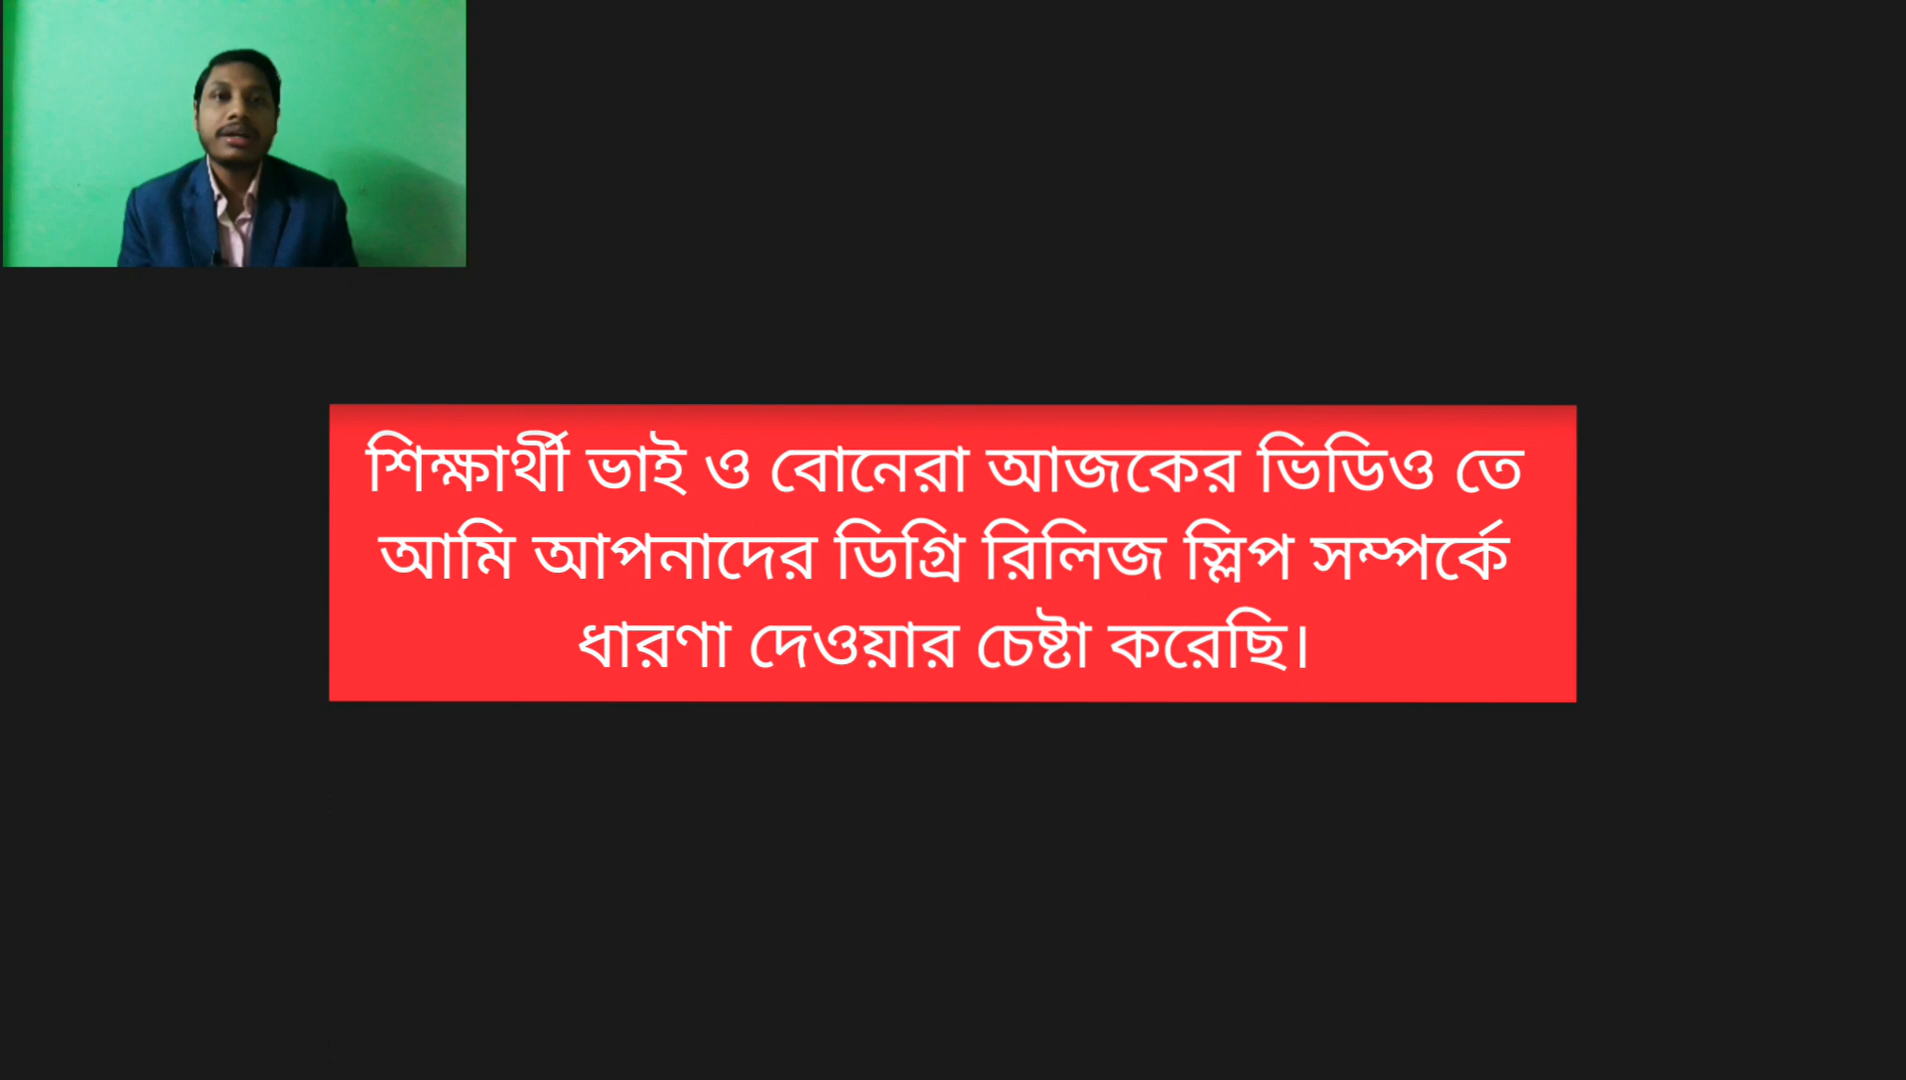 শিক্ষার্থী ভাই ও বোনেরা আজকের ভিডিও তে
আমি আপনাদের ডিগ্রি রিলিজ স্লিপ সম্পর্কে
ধারণা দেওয়ার চেষ্টা করেছি।